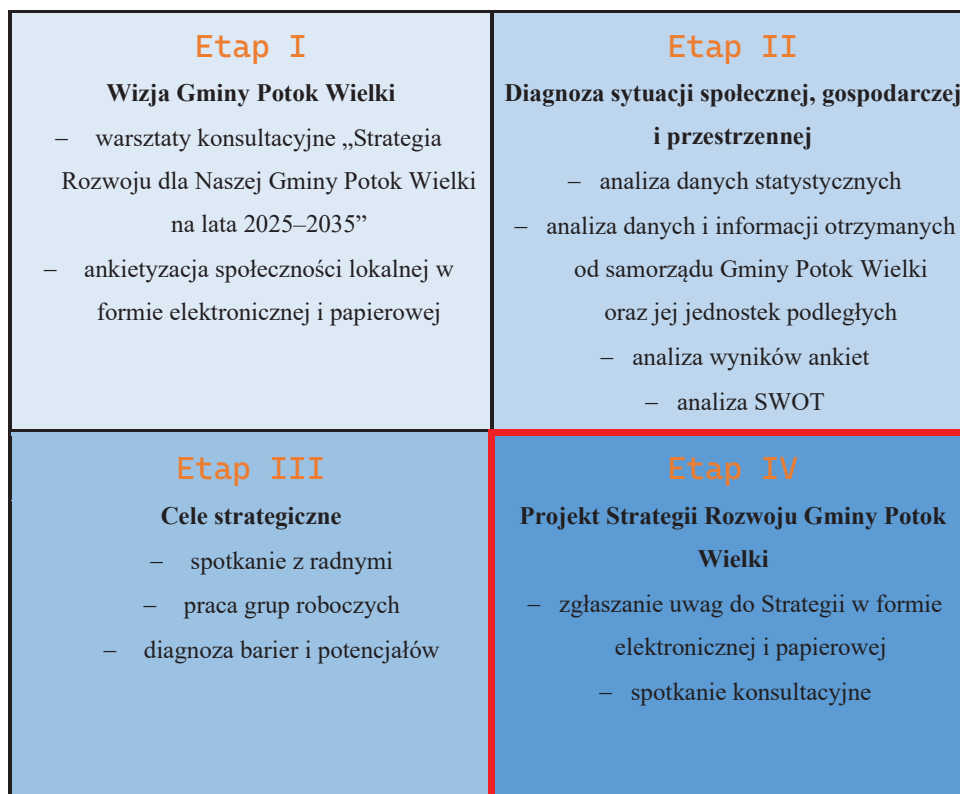 Etap I
Wizja Gminy Potok Wielki
– warsztaty konsultacyjne „Strategia
Rozwoju dla Naszej Gminy Potok Wielki
na lata 2025–2035”
– ankietyzacja społeczności lokalnej w
formie elektronicznej i papierowej
Etap II
Diagnoza sytuacji społecznej, gospodarczej
i przestrzennej
– analiza danych statystycznych
– analiza danych i informacji otrzymanych
od samorządu Gminy Potok Wielki
oraz jej jednostek podległych
– analiza wyników ankiet
– analiza SWOT
Etap III
Cele strategiczne
– spotkanie z radnymi
– praca grup roboczych
– diagnoza barier i potencjałów
Etap IV
Projekt Strategii Rozwoju Gminy Potok
Wielki
– zgłaszanie uwag do Strategii w formie
elektronicznej i papierowej
– spotkanie konsultacyjne